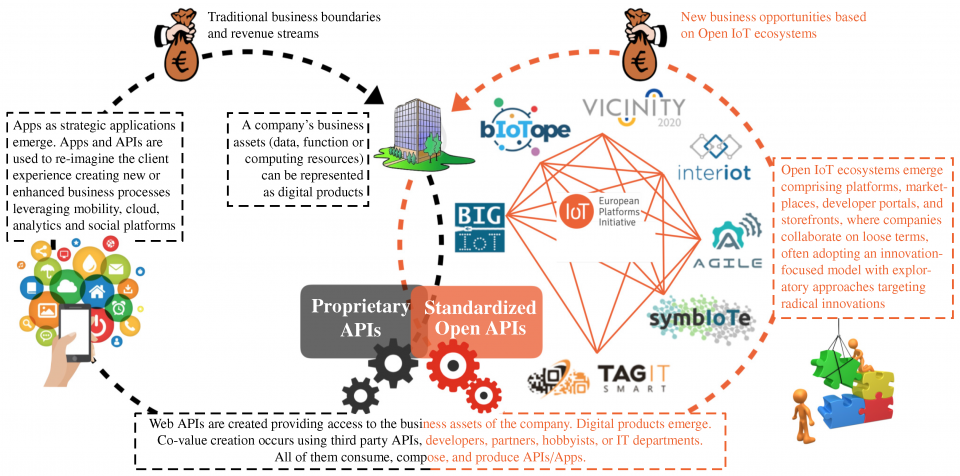 Traditional business boundaries
and revenue streams
New business opportunities based
on Open IoT ecosystems
Apps as strategic applications
emerge. Apps and APIs are
used to re-imagine the client
experience creating new or
enhanced business processes
leveraging mobility, cloud,
analytics and social platforms
A company's business
assets (data, function or
computing resources)
can be represented
as digital products
bIoTope
VICINITY
2020
interiot
BIG
IoT
IoT
European
Platforms
Initiative
AGILE
symbIoTe
TAGIT
SMART
Open IoT ecosystems emerge
comprising platforms, market-
places, developer portals, and
storefronts, where companies
collaborate on loose terms,
often adopting an innovation-
focused model with explor-
atory approaches targeting
radical innovations
Proprietary
APIs
Standardized
Open APIs
Web APIs are created providing access to the business assets of the company. Digital products emerge.
Co-value creation occurs using third party APIs, developers, partners, hobbyists, or IT departments.
All of them consume, compose, and produce APIs/Apps.